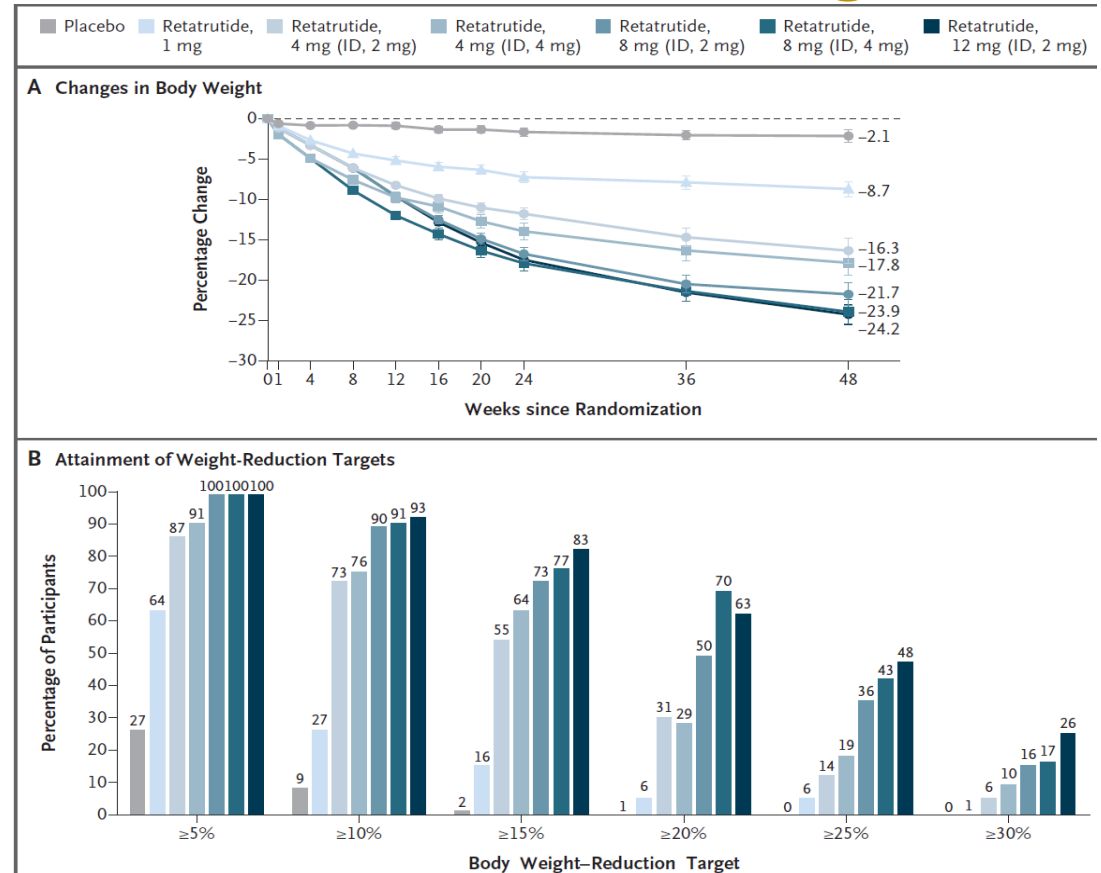 Placebo Retatrutide, Retatrutide, Retatrutide, Retatrutide, Retatrutide, Retatrutide,
1 mg 4 mg (ID, 2 mg) 4 mg (ID, 4 mg) 8 mg (ID, 2 mg) 8 mg (ID, 4 mg) 12 mg (ID, 2 mg)
A Changes in Body Weight
Percentage Change
0
−5
−10
−15
−20
−25
−30
−2.1
−8.7
−16.3
−17.8
−21.7
−23.9
−24.2
0 1 4 8 12 16 20 24 36 48
Weeks since Randomization
B Attainment of Weight-Reduction Targets
Percentage of Participants
100
90
80
70
60
50
40
30
20
10
0
27 64 87 91 100 100 100
9 27 73 76 90 91 93
2 16 55 64 73 77 83
1 6 31 29 50 70 63
0 6 14 19 36 43 48
0 1 6 10 16 17 26
≥5% ≥10% ≥15% ≥20% ≥25% ≥30%
Body Weight–Reduction Target